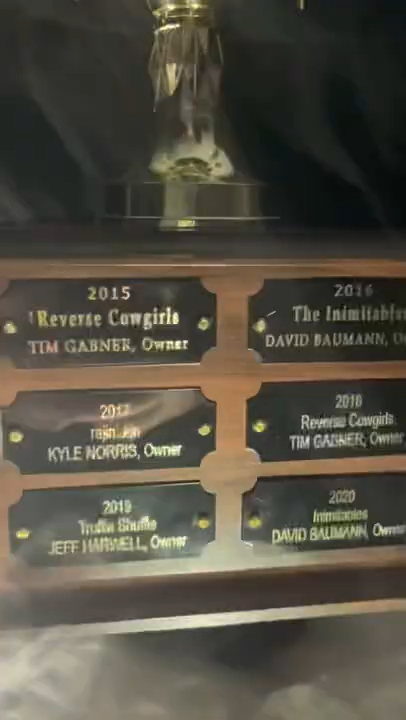 2015
Reverse Cowgirls
TIM GABNER, Owner
2016
The Inimitables
DAVID BAUMANN, O
2017
KYLE NORRIS, Owner
2018
Reverse Cowgirls
TIM GABNER, Owner
2019
Truffle Shuffle
JEFF HARWELL, Owner
2020
Inimitables
DAVID BAUMANN, Owner